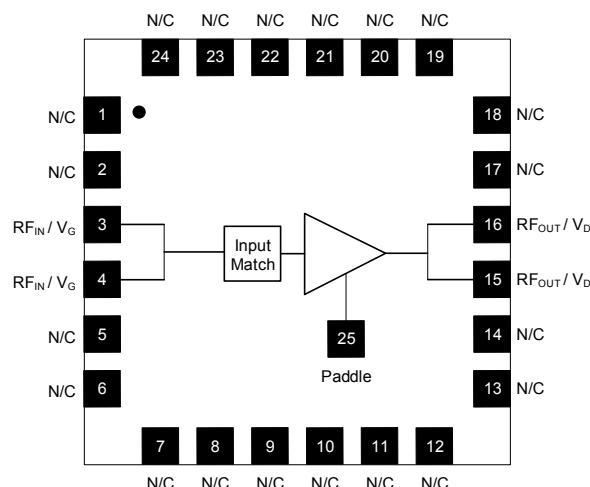 N/C N/C N/C N/C N/C N/C
24 23 22 21 20 19
N/C 1 18 N/C
N/C 2 17 N/C
RFIN / VG 3 16 RFOUT / VD
Input
Match
RFIN / VG 4 15 RFOUT / VD
N/C 5 25 14 N/C
Paddle
N/C 6 13 N/C
7 8 9 10 11 12
N/C N/C N/C N/C N/C N/C